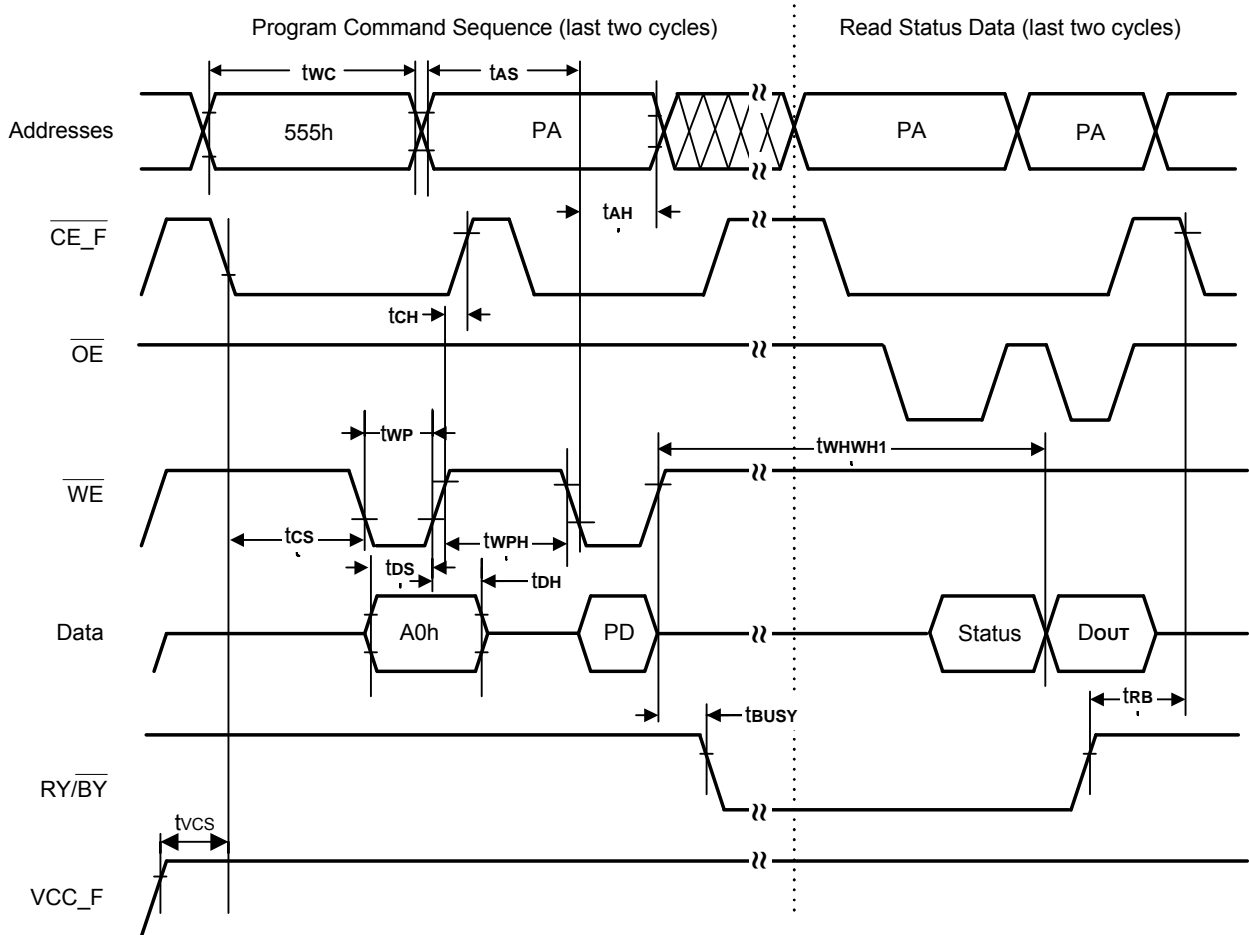 Program Command Sequence (last two cycles)
Read Status Data (last two cycles)
tWC
tAS
Addresses
555h
PA
PA
PA
tAH
CE_F
tCH
OE
tWP
tWHWH1
WE
tCS
tWPH
tDS
tDH
Data
A0h
PD
Status
DOUT
tRB
tBUSY
RY/BY
tVCS
VCC_F